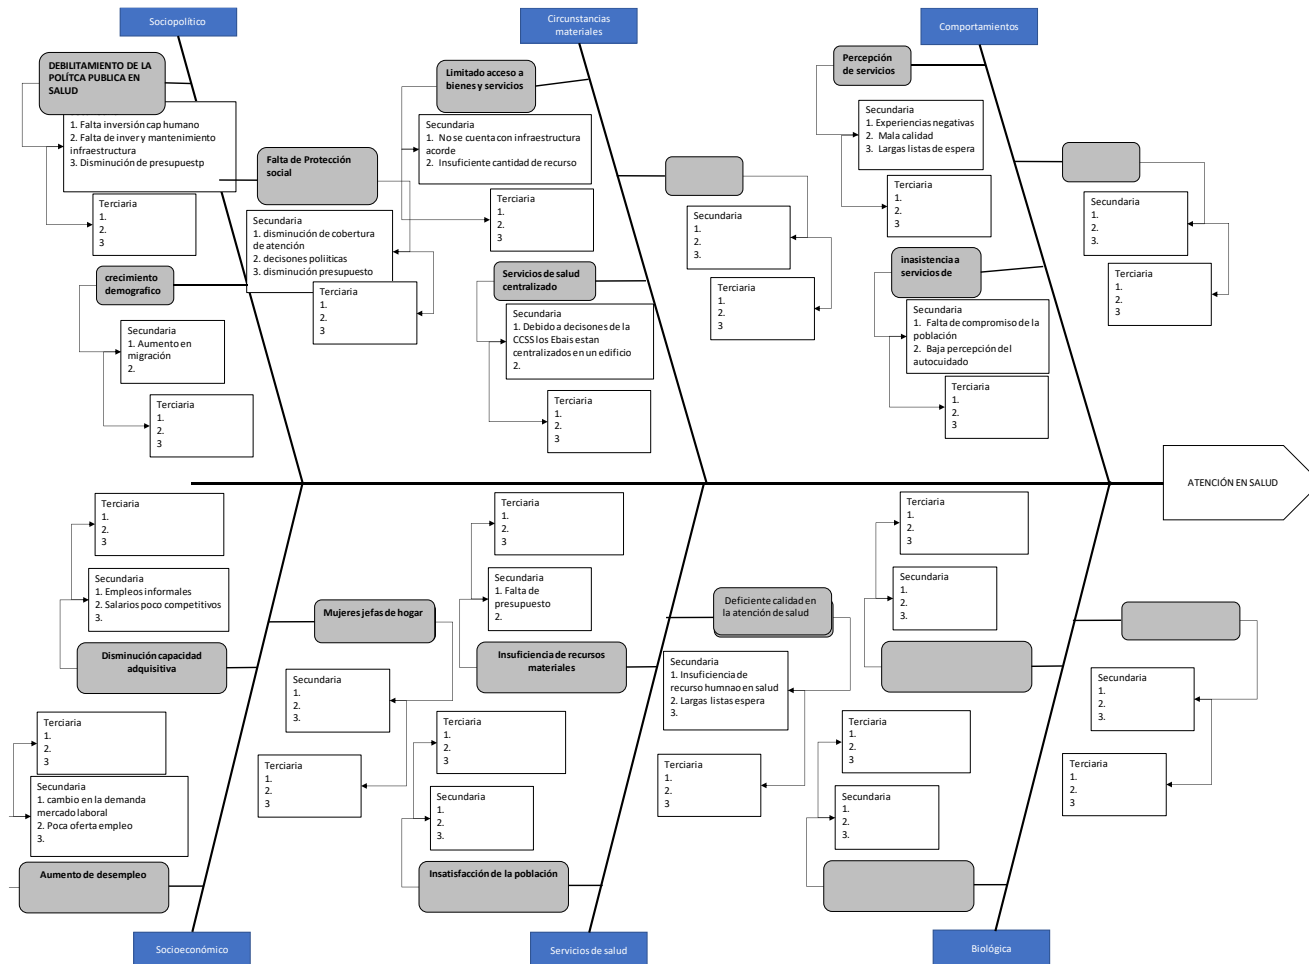 Sociopolítico
DEBILITAMIENTO DE LA
POLÍTCA PUBLICA EN
SALUD
1. Falta inversión cap humano
2. Falta de inver y mantenimiento
infraestructura
3. Disminución de presupuestp
Terciaria
1.
2.
3
Falta de Protección
social
Secundaria
1. disminución de cobertura
de atención
2. decisones poliiticas
3. disminución presupuesto
Terciaria
1.
2.
3
crecimiento
demografico
Secundaria
1. Aumento en
migración
2.
Terciaria
1.
2.
3
Circunstancias
materiales
Limitado acceso a
bienes y servicios
Secundaria
1. No se cuenta con infraestructura
acorde
2. Insuficiente cantidad de recurso
Terciaria
1.
2.
3
Secundaria
1.
2.
3.
Terciaria
1.
2.
3
Servicios de salud
centralizado
Secundaria
1. Debido a decisones de la
CCSS los Ebais estan
centralizados en un edificio
2.
Terciaria
1.
2.
3
Comportamientos
Percepción
de servicios
Secundaria
1. Experiencias negativas
2. Mala calidad
3. Largas listas de espera
Terciaria
1.
2.
3
Secundaria
1.
2.
3.
Terciaria
1.
2.
3
inasistencia a
servicios de
Secundaria
1. Falta de compromiso de la
población
2. Baja percepción del
autocuidado
Terciaria
1.
2.
3
ATENCIÓN EN SALUD
Terciaria
1.
2.
3
Secundaria
1. Empleos informales
2. Salarios poco competitivos
3.
Disminución capacidad
adquisitiva
Mujeres jefas de hogar
Secundaria
1.
2.
3.
Terciaria
1.
2.
3
Terciaria
1.
2.
3
Secundaria
1. cambio en la demanda
mercado laboral
2. Poca oferta empleo
3.
Aumento de desempleo
Socioeconómico
Terciaria
1.
2.
3
Secundaria
1. Falta de
presupuesto
2.
Insuficiencia de recursos
materiales
Deficiente calidad en
la atención de salud
Secundaria
1. Insuficiencia de
recurso humnao en salud
2. Largas listas espera
3.
Terciaria
1.
2.
3
Terciaria
1.
2.
3
Secundaria
1.
2.
3.
Insatisfacción de la población
Servicios de salud
Terciaria
1.
2.
3
Secundaria
1.
2.
3.
Secundaria
1.
2.
3.
Terciaria
1.
2.
3
Terciaria
1.
2.
3
Secundaria
1.
2.
3.
Biológica